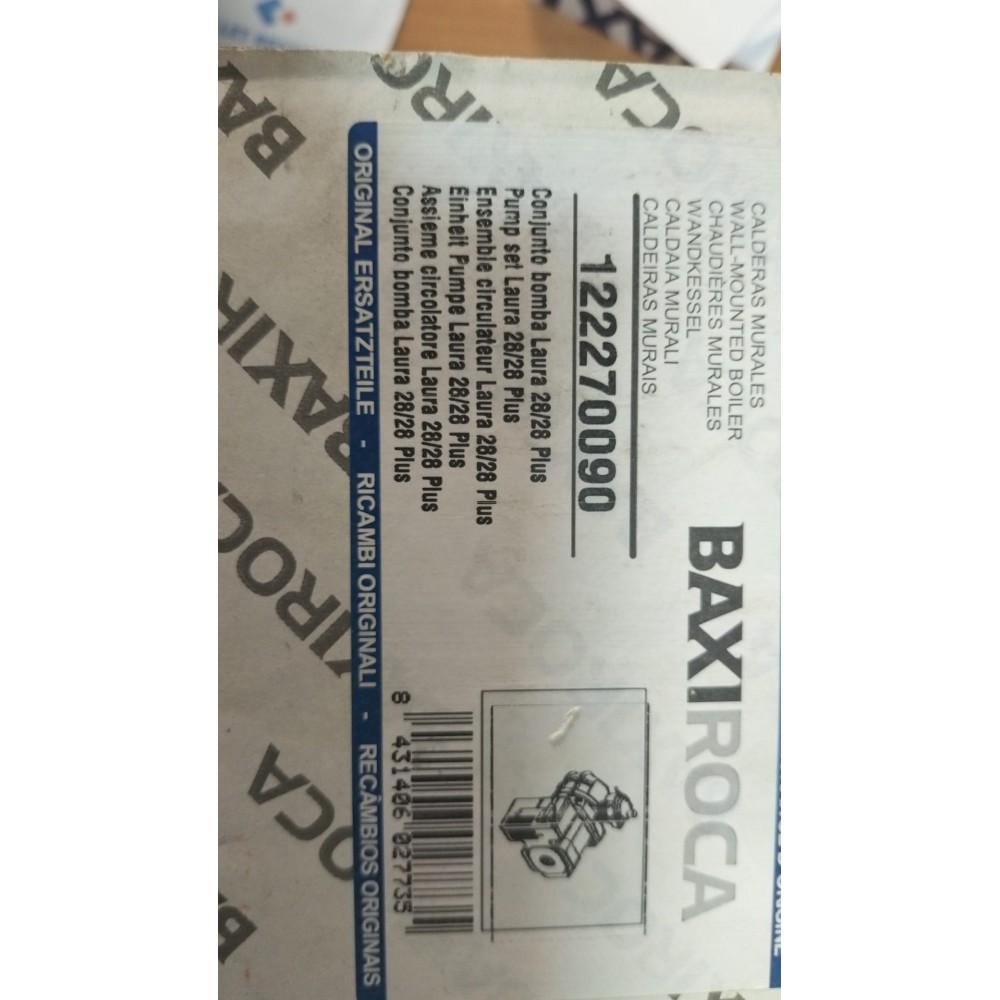 CALDERAS MURALES
WALL-MOUNTED BOILER
CHAUDIÈRES MURALES
WANDKESSEL
CALDAIA MURALI
CALDEIRAS MURAIS
BAXIROCA
122270090
Conjunto bomba Laura 28/28 Plus
Pump set Laura 28/28 Plus
Ensemble circulateur Laura 28/28 Plus
Einheit Pumpe Laura 28/28 Plus
Assieme circolatore Laura 28/28 Plus
Conjunto bomba Laura 28/28 Plus
8 431406 027735
ORIGINAL ERSATZTEILE - RICAMBI ORIGINALI - RECÂMBIOS ORIGINAIS